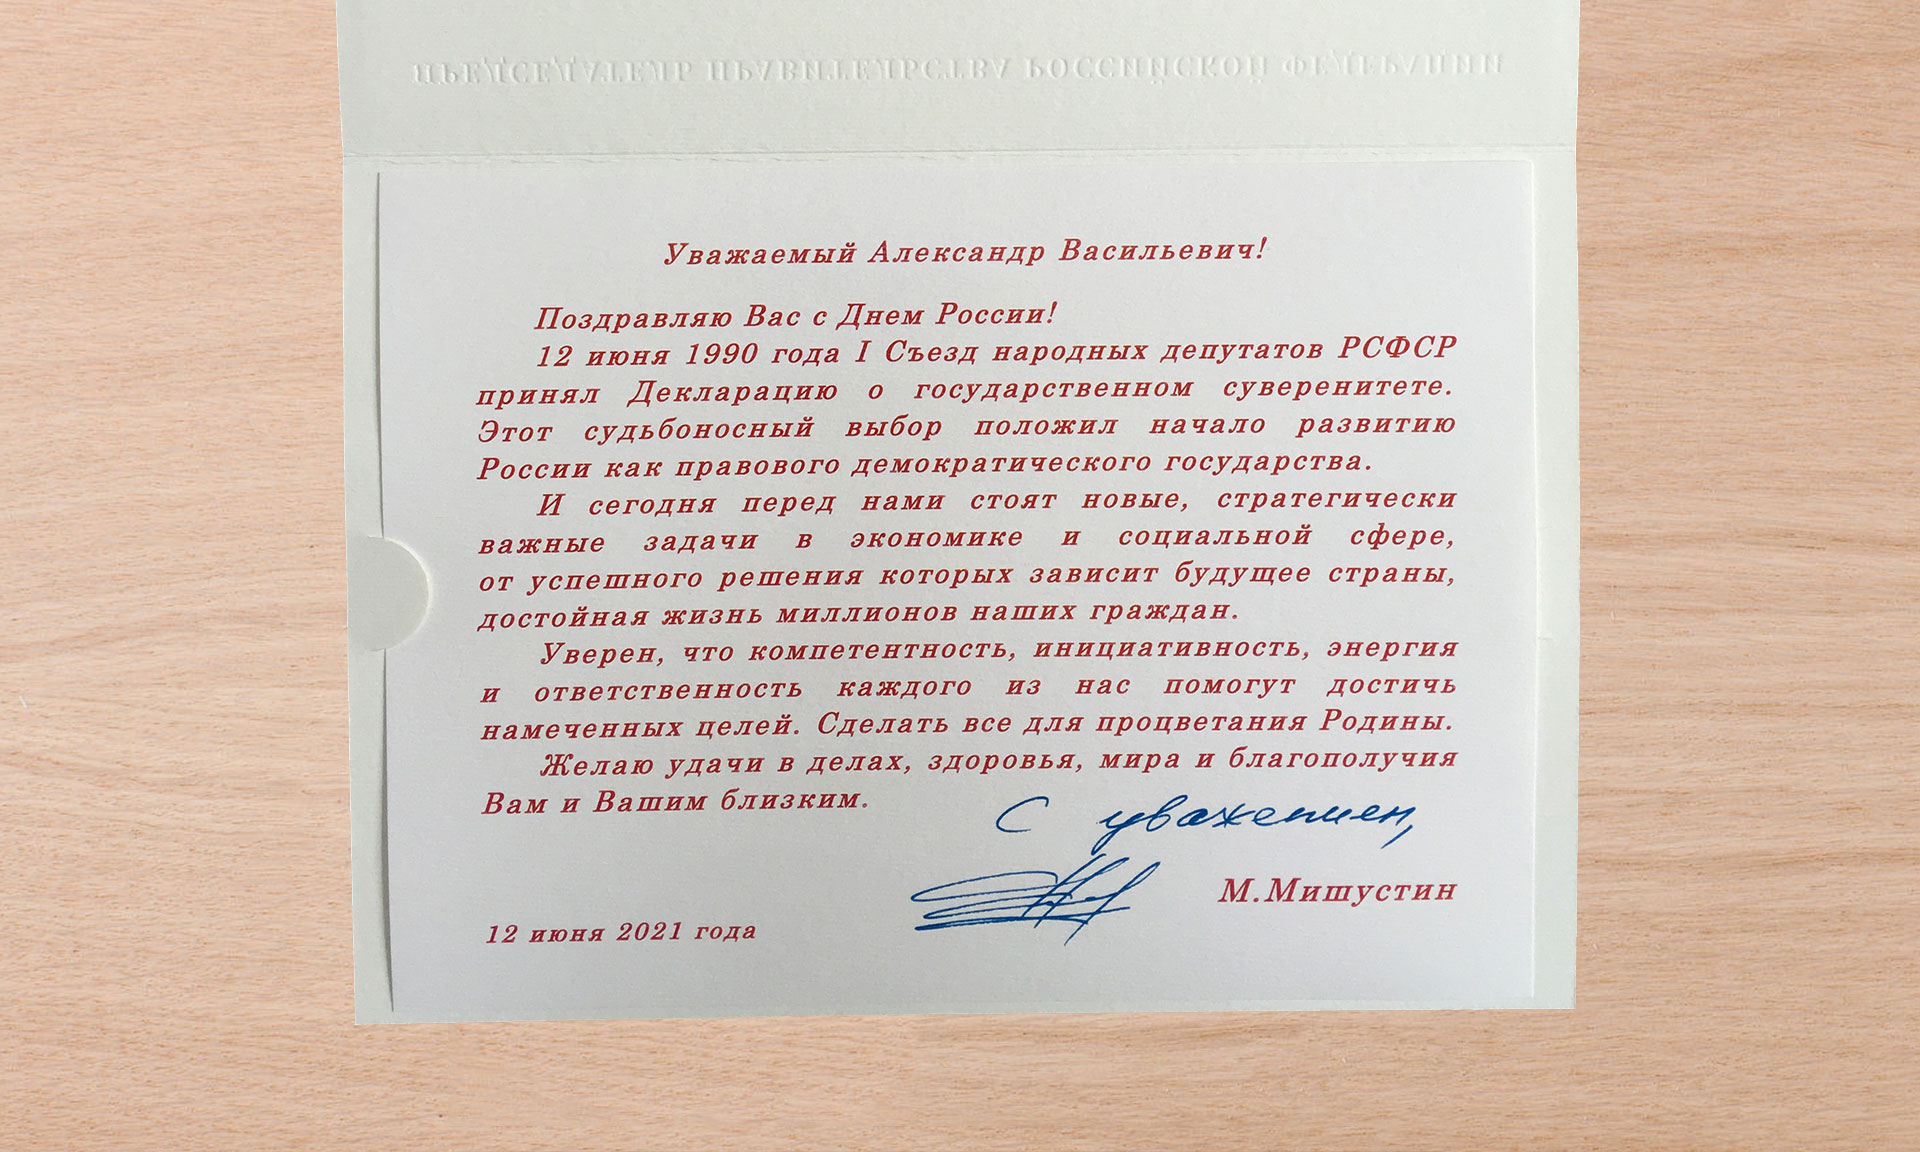 ПРЕДСЕДАТЕЛЬ ПРАВИТЕЛЬСТВА РОССИЙСКОЙ ФЕДЕРАЦИИ
Уважаемый Александр Васильевич!
Поздравляю Вас с Днем России!
12 июня 1990 года I Съезд народных депутатов РСФСР
принял Декларацию о государственном суверенитете.
Этот судьбоносный выбор положил начало развитию
России как правового демократического государства.
И сегодня перед нами стоят новые, стратегически
важные задачи в экономике и социальной сфере,
от успешного решения которых зависит будущее страны,
достойная жизнь миллионов наших граждан.
Уверен, что компетентность, инициативность, энергия
и ответственность каждого из нас помогут достичь
намеченных целей. Сделать все для процветания Родины.
Желаю удачи в делах, здоровья, мира и благополучия
Вам и Вашим близким.
С уважением,
М.Мишустин
12 июня 2021 года